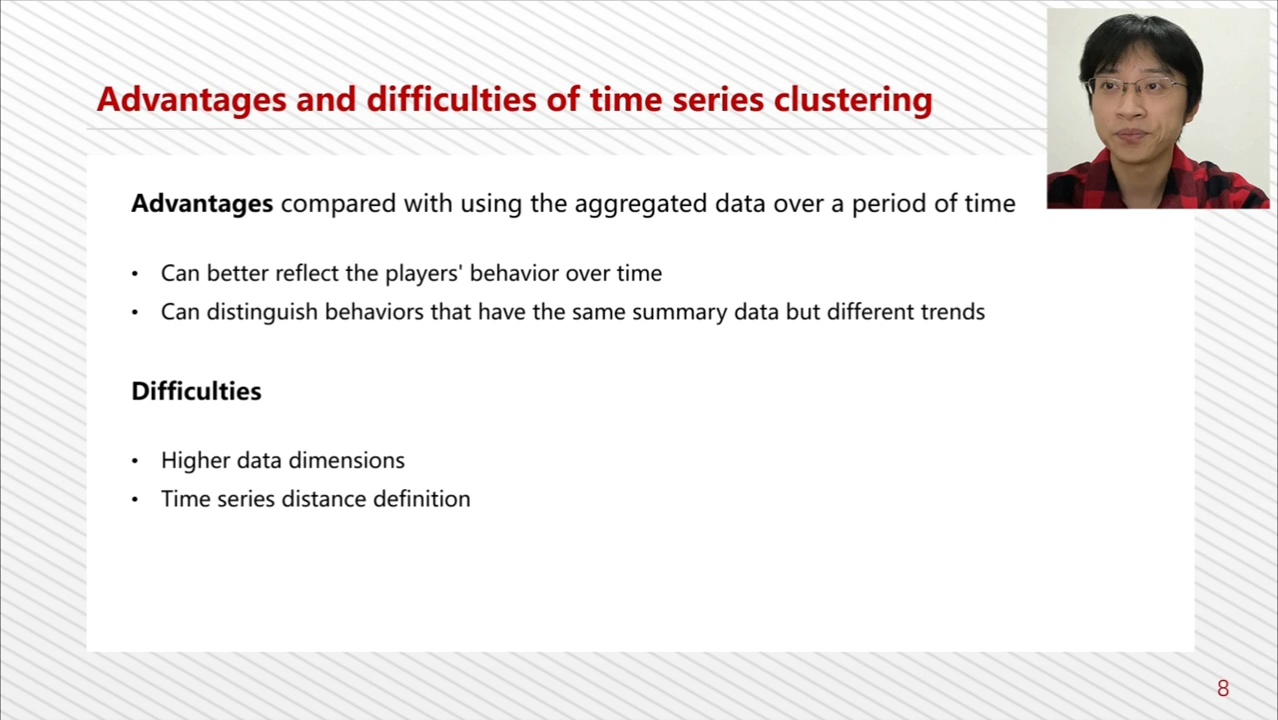 Advantages and difficulties of time series clustering
Advantages compared with using the aggregated data over a period of time
• Can better reflect the players' behavior over time
• Can distinguish behaviors that have the same summary data but different trends
Difficulties
• Higher data dimensions
• Time series distance definition
8